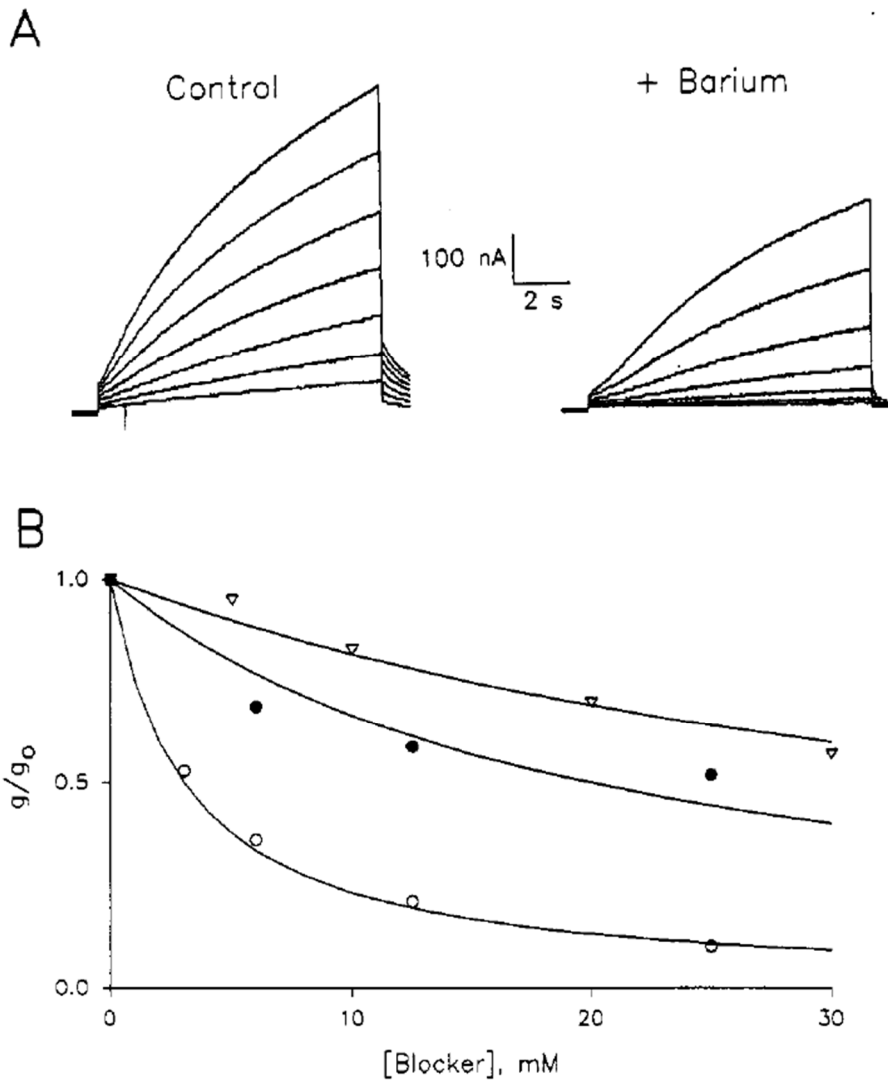 A
Control
+ Barium
100 nA
2 s
B
1.0
0.5
0.0
g/go
0
10
20
30
[Blocker], mM